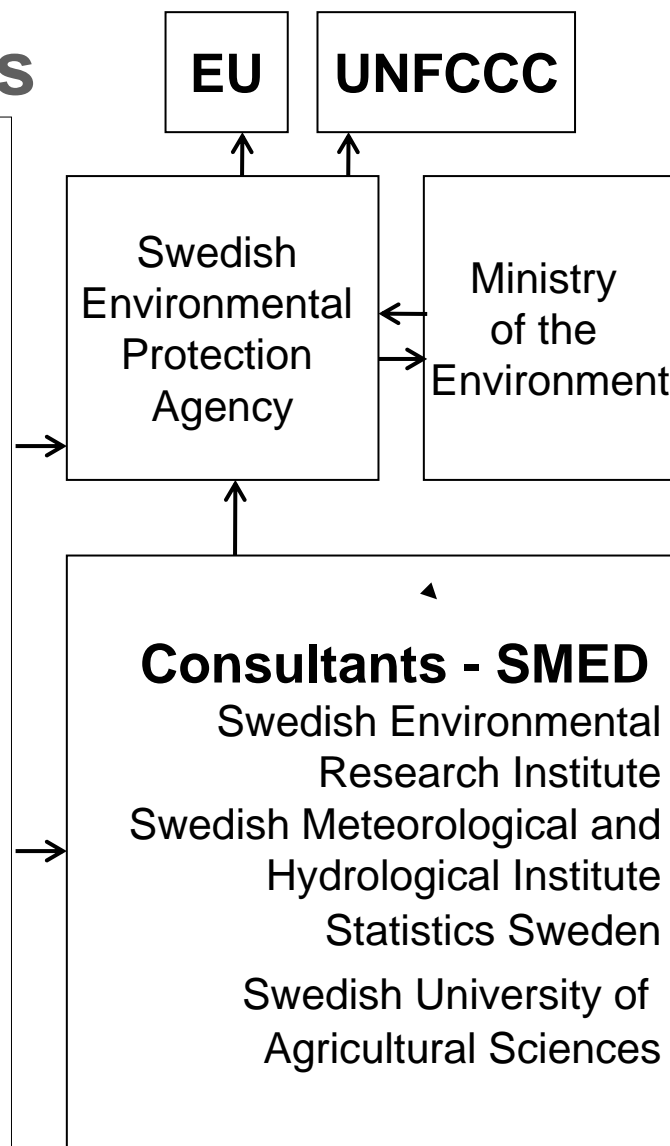 s
EU
UNFCCC
Swedish
Environmental
Protection
Agency
Ministry
of the
Environment
Consultants - SMED
Swedish Environmental
Research Institute
Swedish Meteorological and
Hydrological Institute
Statistics Sweden
Swedish University of
Agricultural Sciences